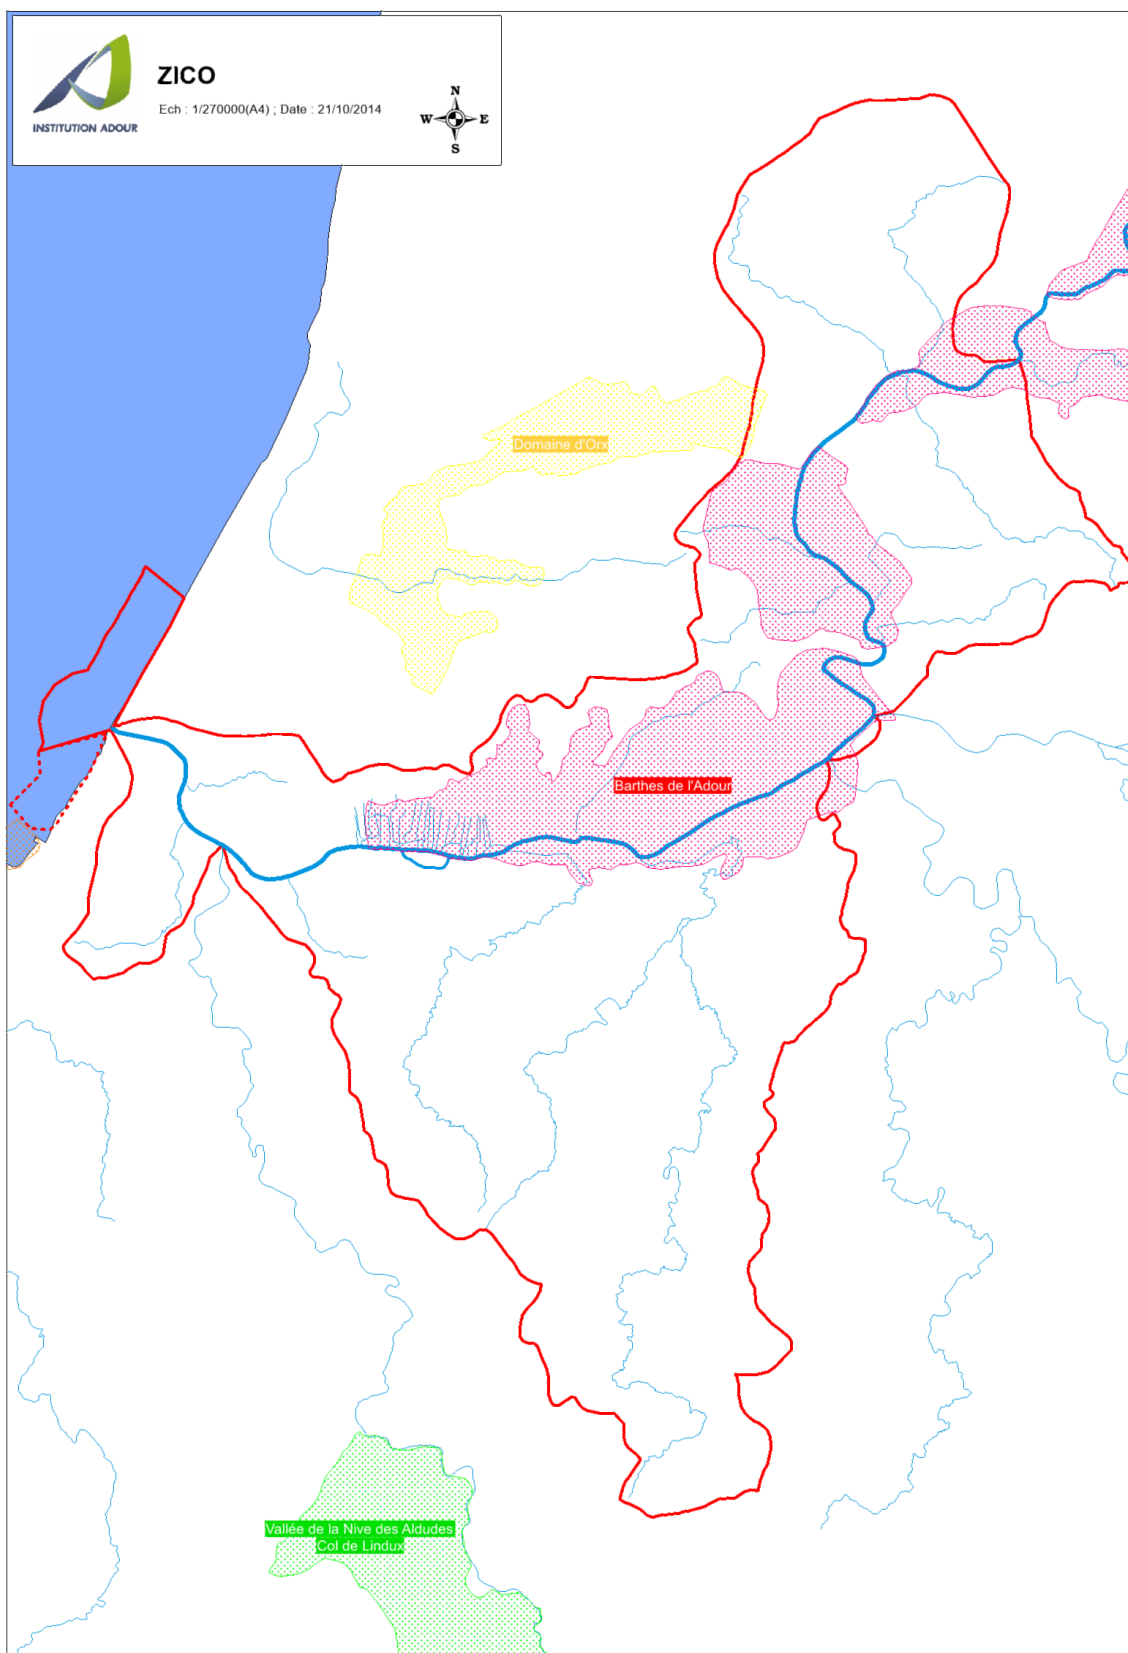 ZICO
Ech : 1/270000(A4) ; Date : 21/10/2014
INSTITUTION ADOUR
N
W E
S
Domaine d'Orx
Barthes de l'Adour
Vallée de la Nive des Aldudes
Col de Lindux